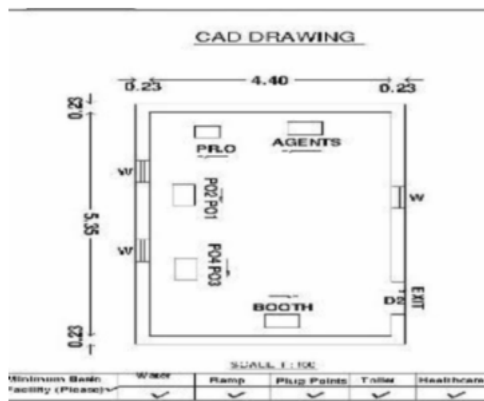 CAD DRAWING
0.23
4.40
0.23
0.23
PR.O
AGENTS
W
PO2 PO1
W
5.35
W
PO4 PO3
EXIT
D2
BOOTH
0.23
SCALE 1:100
Minimum Basic Facility (Please)✓
Water
Ramp
Plug Points
Toilet
Healthcare
✓ ✓ ✓ ✓ ✓